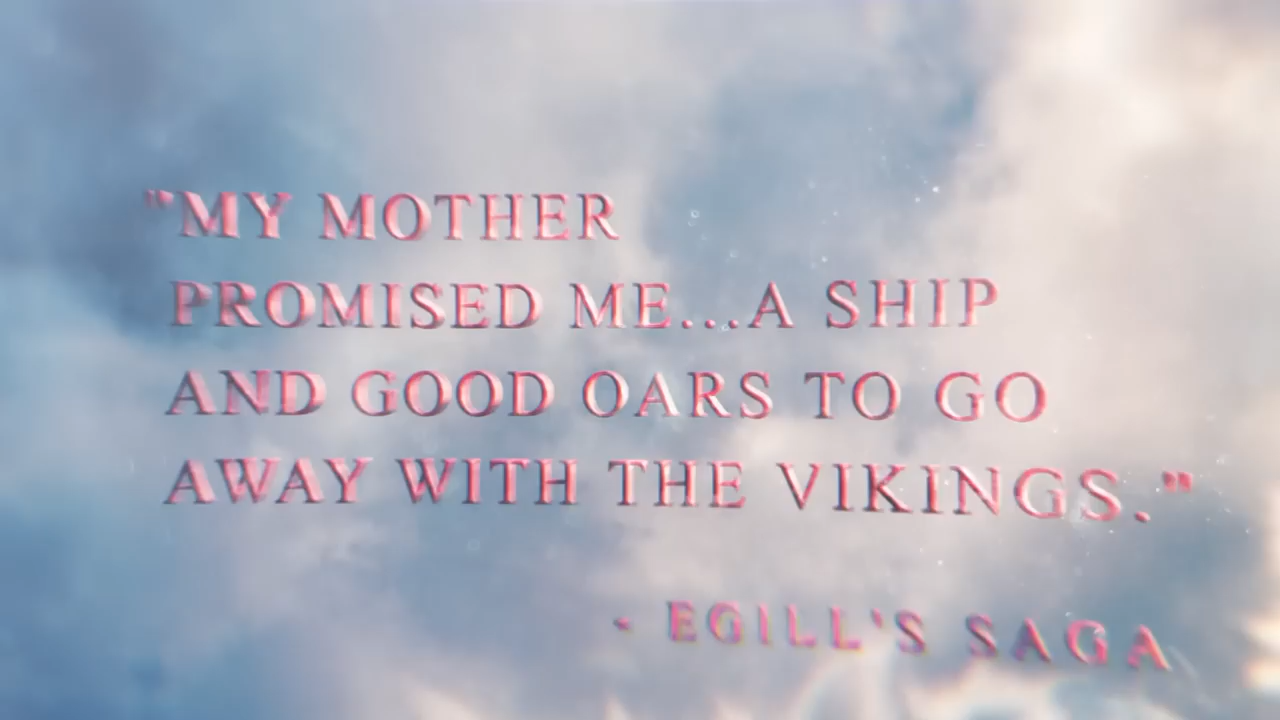 "MY MOTHER
PROMISED ME...A SHIP
AND GOOD OARS TO GO
AWAY WITH THE VIKINGS."
- EGILL'S SAGA